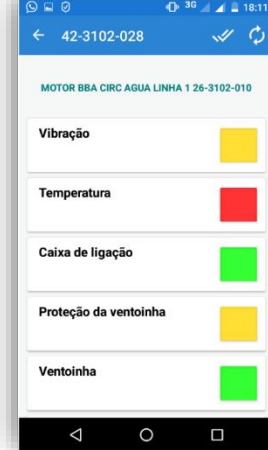 3G 18:11
42-3102-028
MOTOR BBA CIRC AGUA LINHA 1 26-3102-010
Vibração
Temperatura
Caixa de ligação
Proteção da ventoinha
Ventoinha